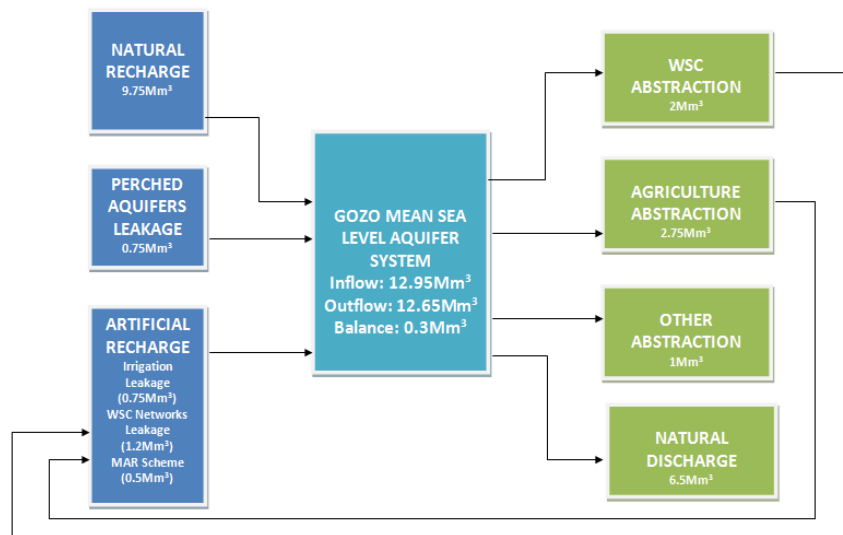 NATURAL
RECHARGE
9.75Mm³
PERCHED
AQUIFERS
LEAKAGE
0.75Mm³
ARTIFICIAL
RECHARGE
Irrigation
Leakage
(0.75Mm³)
WSC Networks
Leakage
(1.2Mm³)
MAR Scheme
(0.5Mm³)
GOZO MEAN SEA
LEVEL AQUIFER
SYSTEM
Inflow: 12.95Mm³
Outflow: 12.65Mm³
Balance: 0.3Mm³
WSC
ABSTRACTION
2Mm³
AGRICULTURE
ABSTRACTION
2.75Mm³
OTHER
ABSTRACTION
1Mm³
NATURAL
DISCHARGE
6.5Mm³